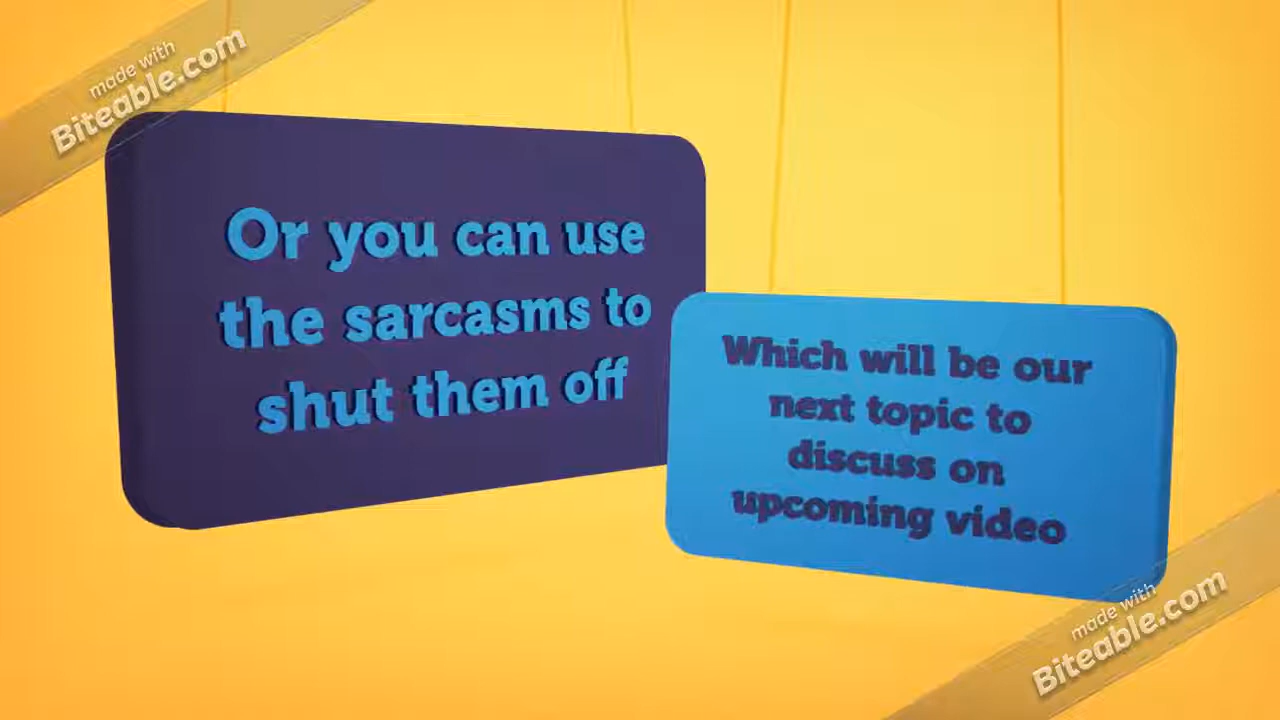 made with
Biteable.com
Or you can use
the sarcasms to
shut them off
Which will be our
next topic to
discuss on
upcoming video
made with
Biteable.com